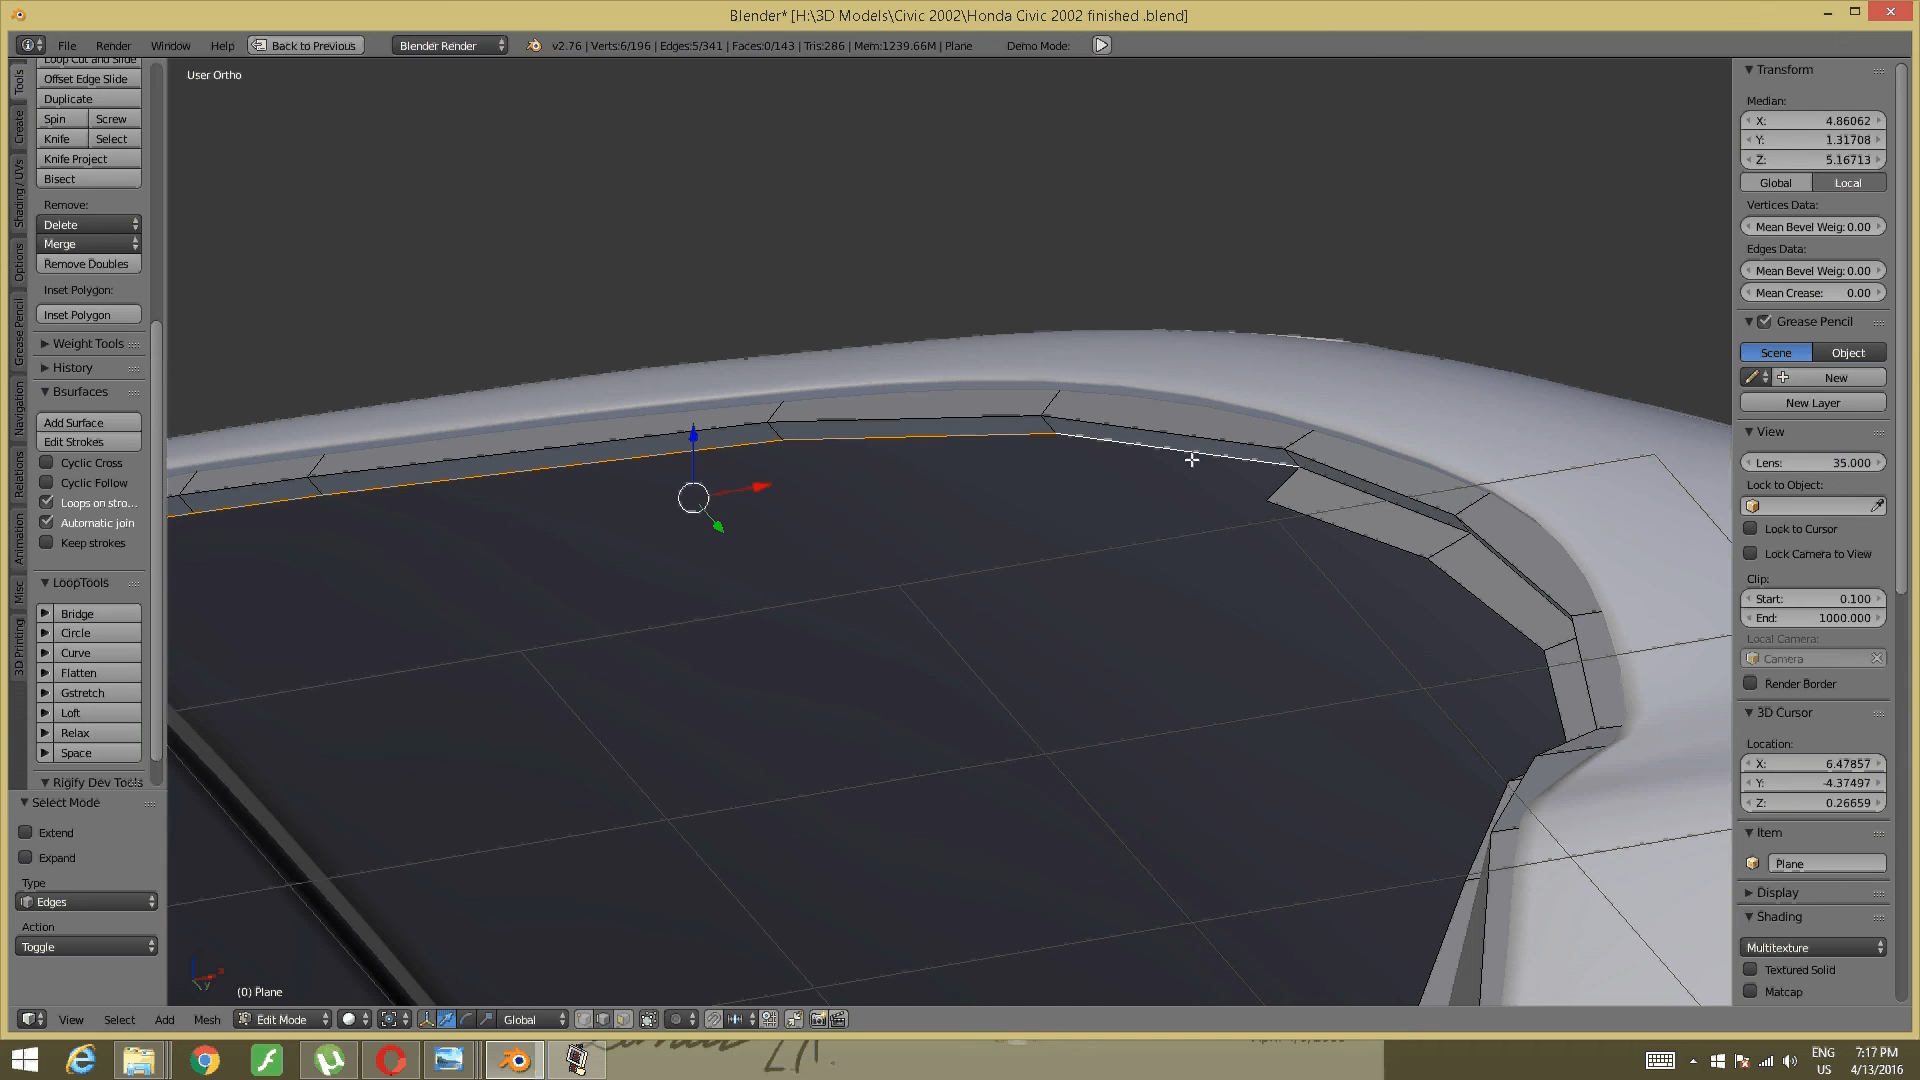 Blender* [H:\3D Models\Civic 2002\Honda Civic 2002 finished .blend]
File Render Window Help Back to Previous Blender Render v2.76 | Verts:6/196 | Edges:5/341 | Faces:0/143 | Tris:286 | Mem:1239.66M | Plane Demo Mode:
Tools
Create
Shading / UVs
Options
Grease Pencil
Navigation
Relations
Animation
Misc
3D Printing
Loop Cut and Slide
Offset Edge Slide
Duplicate
Spin Screw
Knife Select
Knife Project
Bisect
Remove:
Delete
Merge
Remove Doubles
Inset Polygon:
Inset Polygon
Weight Tools
History
Bsurfaces
Add Surface
Edit Strokes
Cyclic Cross
Cyclic Follow
Loops on stro...
Automatic join
Keep strokes
LoopTools
Bridge
Circle
Curve
Flatten
Gstretch
Loft
Relax
Space
Rigify Dev Tools
Select Mode
Extend
Expand
Type
Edges
Action
Toggle
User Ortho
(0) Plane
Transform
Median:
X: 4.86062
Y: 1.31708
Z: 5.16713
Global Local
Vertices Data:
Mean Bevel Weig: 0.00
Edges Data:
Mean Bevel Weig: 0.00
Mean Crease: 0.00
Grease Pencil
Scene Object
New
New Layer
View
Lens: 35.000
Lock to Object:
Lock to Cursor
Lock Camera to View
Clip:
Start: 0.100
End: 1000.000
Local Camera:
Camera
Render Border
3D Cursor
Location:
X: 6.47857
Y: -4.37497
Z: 0.26659
Item
Plane
Display
Shading
Multitexture
Textured Solid
Matcap
View Select Add Mesh Edit Mode Global
ENG
US
7:17 PM
4/13/2016